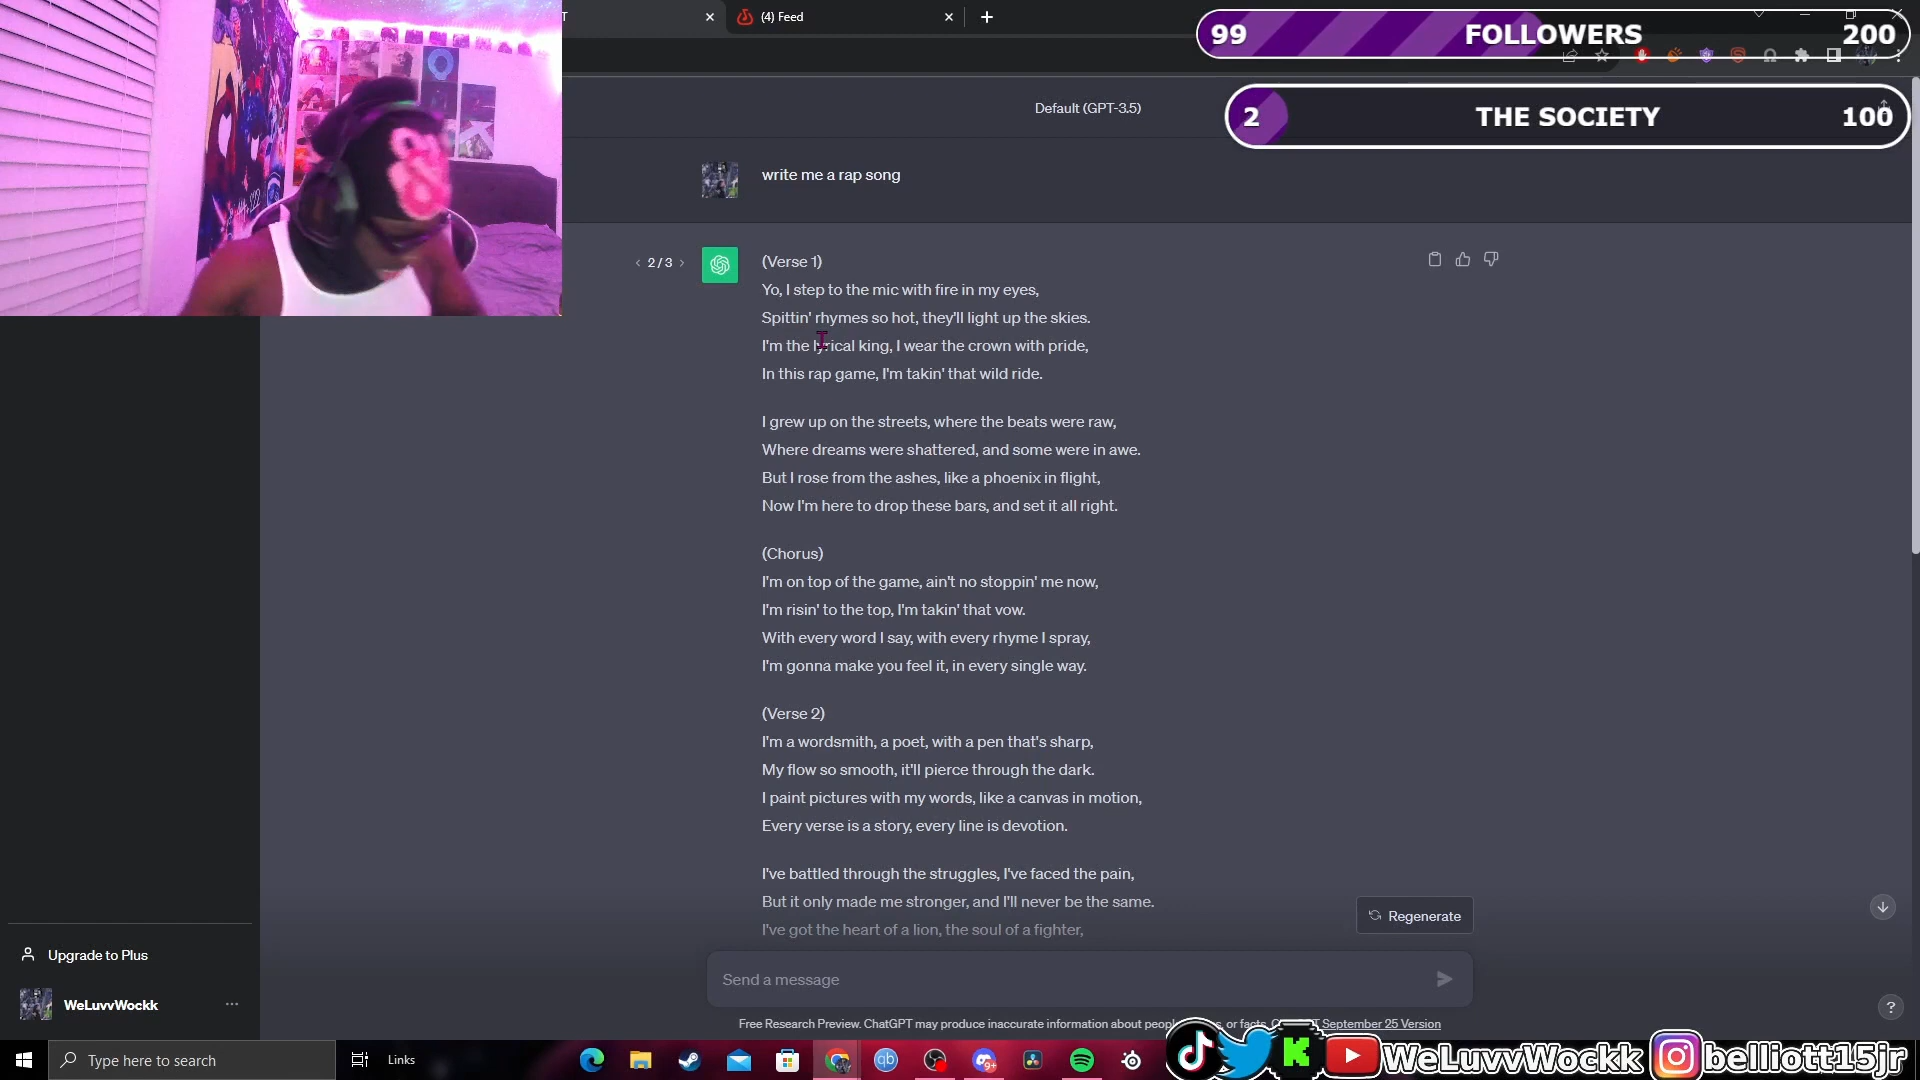 T
(4) Feed
99 FOLLOWERS 200
Default (GPT-3.5)
2 THE SOCIETY 100
write me a rap song
2 / 3
(Verse 1)
Yo, I step to the mic with fire in my eyes,
Spittin' rhymes so hot, they'll light up the skies.
I'm the lyrical king, I wear the crown with pride,
In this rap game, I'm takin' that wild ride.
I grew up on the streets, where the beats were raw,
Where dreams were shattered, and some were in awe.
But I rose from the ashes, like a phoenix in flight,
Now I'm here to drop these bars, and set it all right.
(Chorus)
I'm on top of the game, ain't no stoppin' me now,
I'm risin' to the top, I'm takin' that vow.
With every word I say, with every rhyme I spray,
I'm gonna make you feel it, in every single way.
(Verse 2)
I'm a wordsmith, a poet, with a pen that's sharp,
My flow so smooth, it'll pierce through the dark.
I paint pictures with my words, like a canvas in motion,
Every verse is a story, every line is devotion.
I've battled through the struggles, I've faced the pain,
But it only made me stronger, and I'll never be the same.
I've got the heart of a lion, the soul of a fighter,
Regenerate
Upgrade to Plus
Send a message
WeLuvvWockk
?
Free Research Preview. ChatGPT may produce inaccurate information about or facts. September 25 Version
Type here to search
Links
qb
9+
K
WeLuvvWockk
belliott15jr